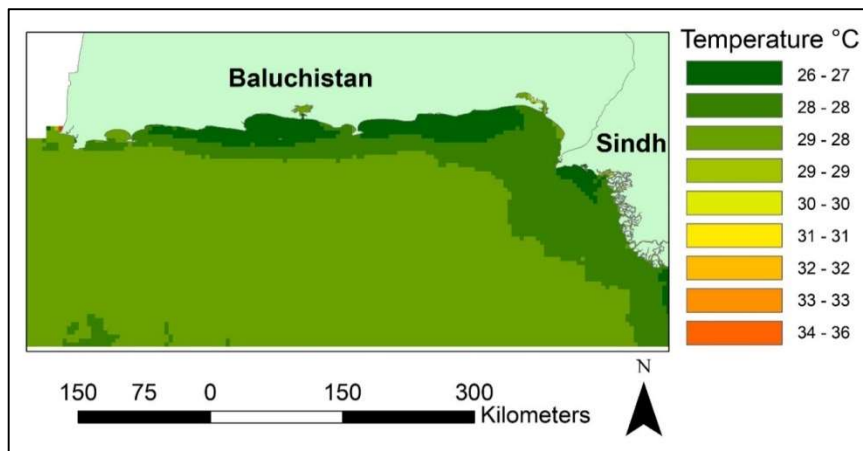 Temperature °C
26 - 27
28 - 28
29 - 28
29 - 29
30 - 30
31 - 31
32 - 32
33 - 33
34 - 36
Baluchistan
Sindh
N
150 75 0 150 300
Kilometers